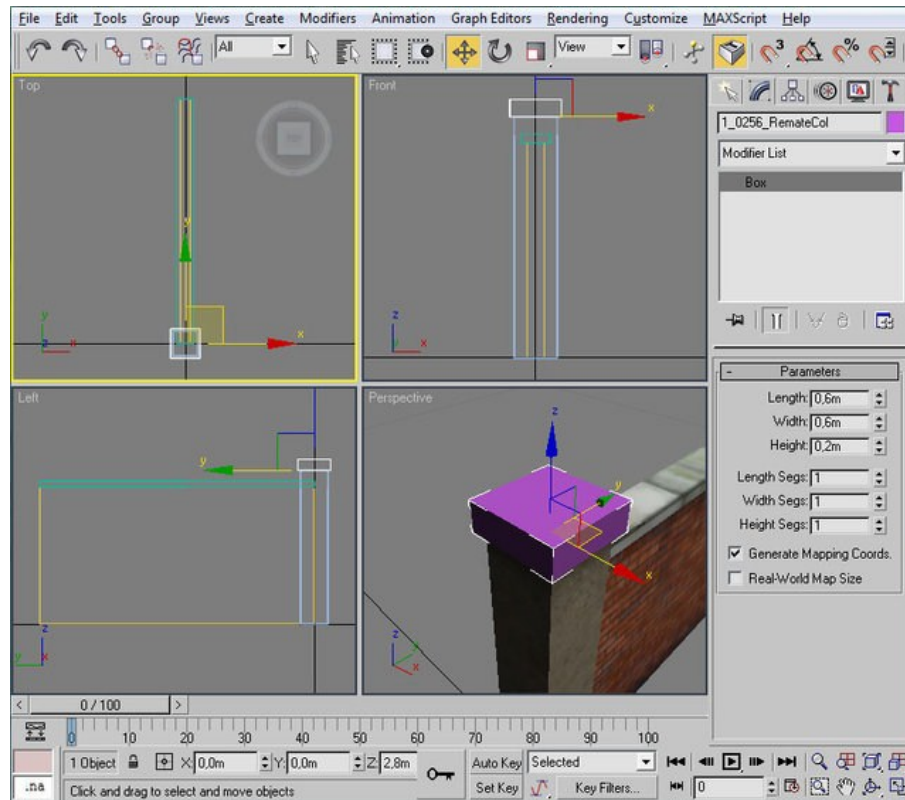 File Edit Tools Group Views Create Modifiers Animation Graph Editors Rendering Customize MAXScript Help
All
View
3
%
Top
y
x
y
z
x
Front
x
z
y
x
1_0256_RemateCol
Modifier List
Box
- Parameters
Length: 0,6m
Width: 0,6m
Height: 0,2m
Length Segs: 1
Width Segs: 1
Height Segs: 1
Generate Mapping Coords.
Real-World Map Size
Left
y
z
y
x
Perspective
z
y
x
z
y
x
< 0 / 100 >
0 10 20 30 40 50 60 70 80 90 100
1 Object X: 0,0m Y: 0,0m Z: 2,8m
Auto Key Selected
.na Click and drag to select and move objects
Set Key Key Filters... 0